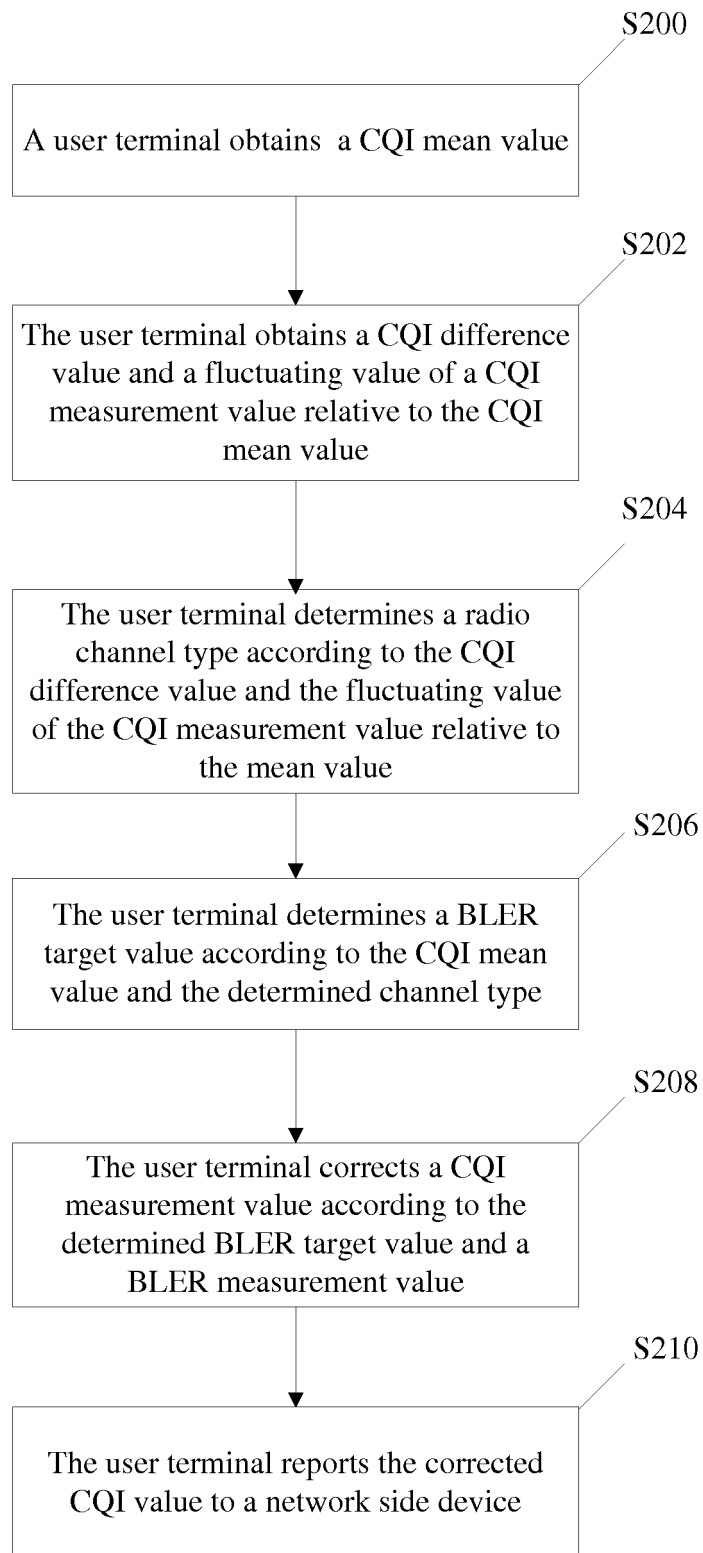 S200
A user terminal obtains a CQI mean value
S202
The user terminal obtains a CQI difference
value and a fluctuating value of a CQI
measurement value relative to the CQI
mean value
S204
The user terminal determines a radio
channel type according to the CQI
difference value and the fluctuating value
of the CQI measurement value relative to
the mean value
S206
The user terminal determines a BLER
target value according to the CQI mean
value and the determined channel type
S208
The user terminal corrects a CQI
measurement value according to the
determined BLER target value and a
BLER measurement value
S210
The user terminal reports the corrected
CQI value to a network side device